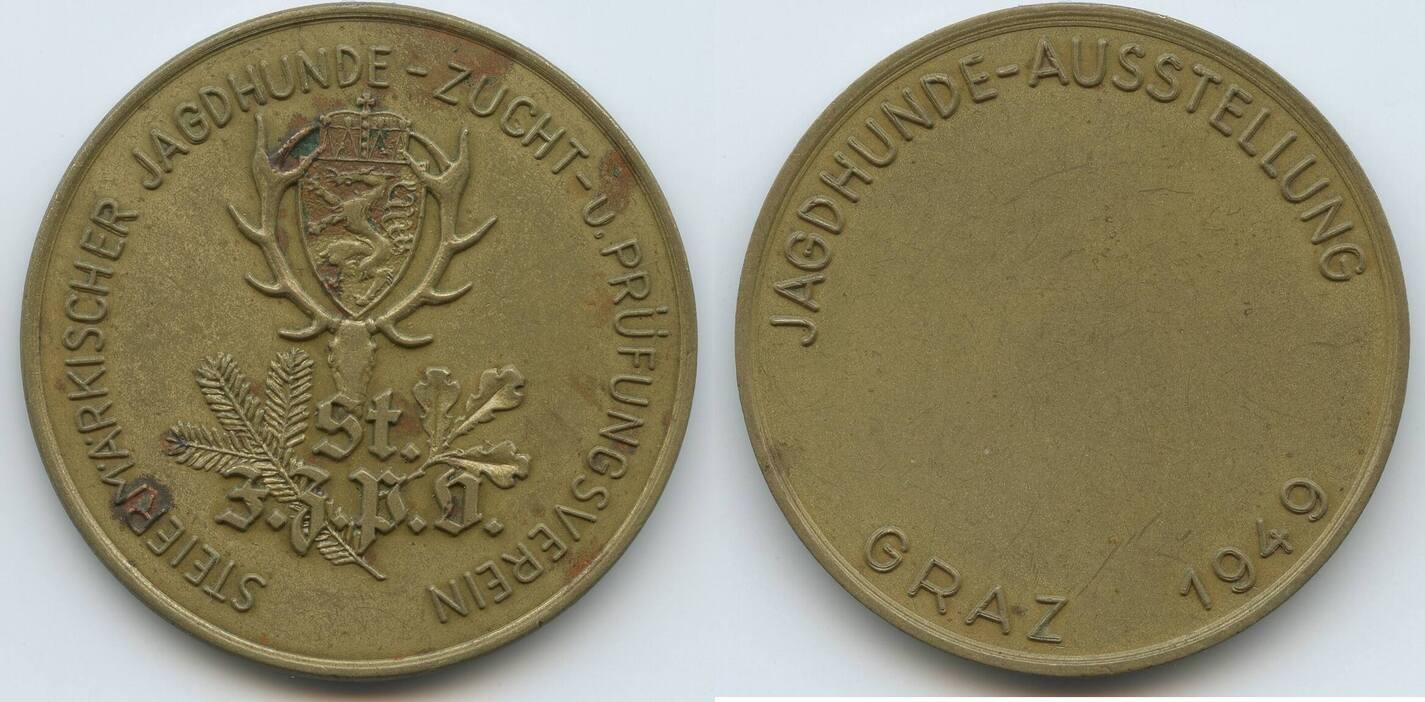 STEIERMÄRKISCHER JAGDHUNDE-ZUCHT-U.PRÜFUNGSVEREIN
St.
J.Z.P.V.
JAGDHUNDE-AUSSTELLUNG
GRAZ 1949